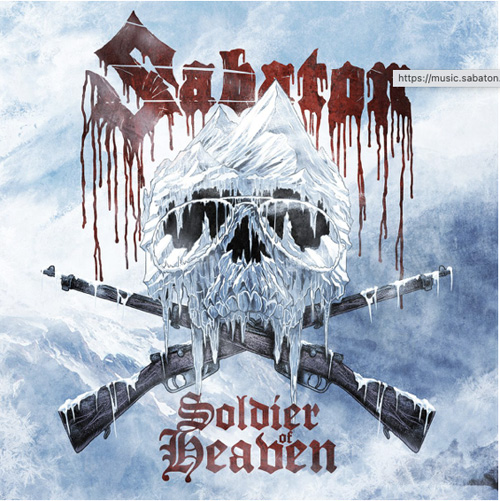 Sabaton
https://music.sabaton.
Soldier
of
Heaven